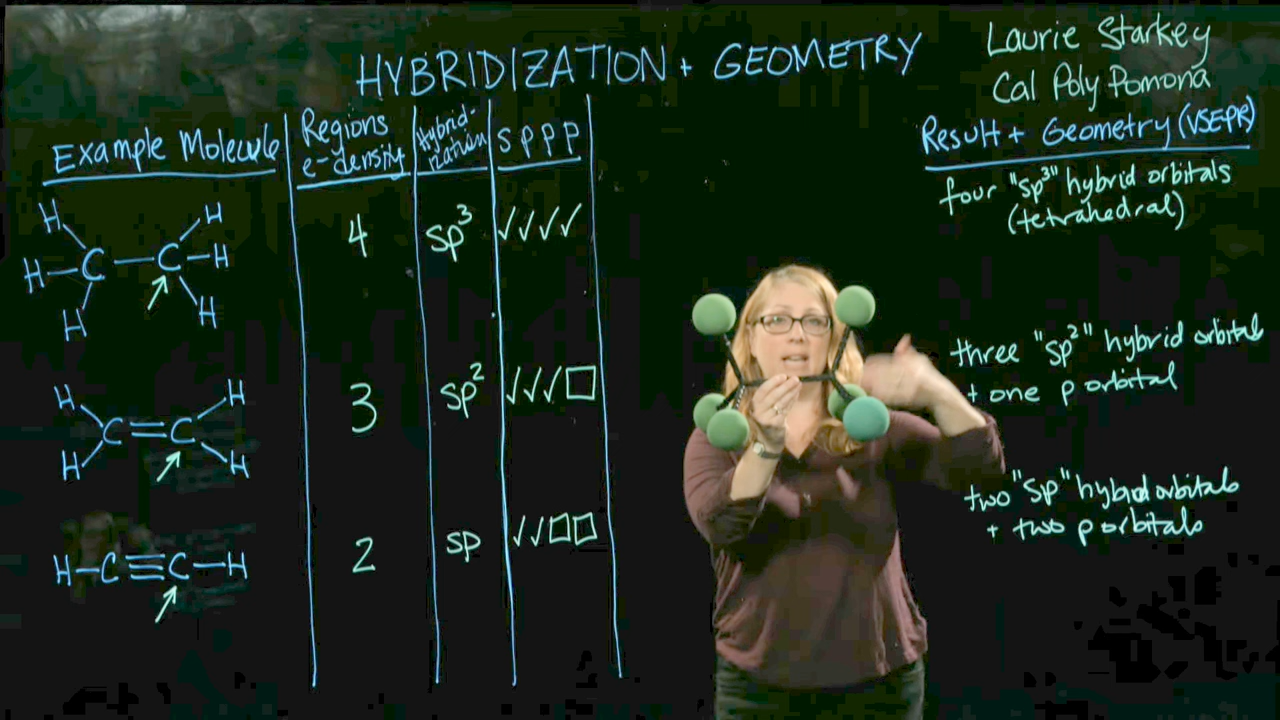 HYBRIDIZATION + GEOMETRY
Laurie Starkey
Cal Poly Pomona
Example Molecule
Regions
e-density
Hybrid-
ization
S P P P
Result + Geometry (VSEPR)
H H
H-C-C-H
H H
4
sp³
✓✓✓✓
four "sp³" hybrid orbitals
(tetrahedral)
H H
C=C
H H
3
sp²
✓✓✓□
three "sp²" hybrid orbital
+ one p orbital
H-C≡C-H
2
sp
✓✓□□
two "sp" hybrid orbitals
+ two p orbitals